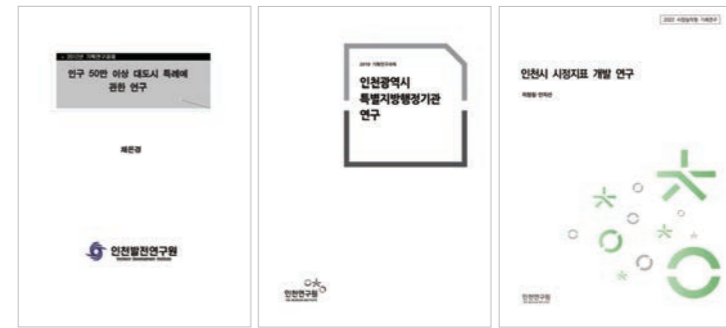 2012년 기획연구과제
인구 50만 이상 대도시 특례에
관한 연구
채은경
인천발전연구원
Incheon Development Institute
2019 기획연구과제
인천광역시
특별지방행정기관
연구
인천연구원
2022 시정실적등 기획연구
인천시 시정지표 개발 연구
인천연구원